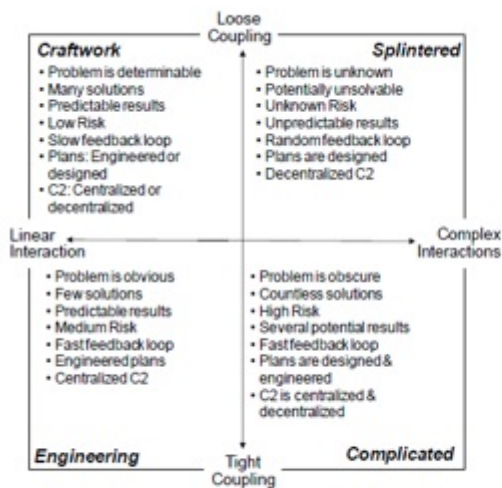 Loose
Coupling
Craftwork
• Problem is determinable
• Many solutions
• Predictable results
• Low Risk
• Slow feedback loop
• Plans: Engineered or
designed
• C2: Centralized or
decentralized
Splintered
• Problem is unknown
• Potentially unsolvable
• Unknown Risk
• Unpredictable results
• Random feedback loop
• Plans are designed
• Decentralized C2
Linear
Interaction
Complex
Interactions
• Problem is obvious
• Few solutions
• Predictable results
• Medium Risk
• Fast feedback loop
• Engineered plans
• Centralized C2
Engineering
• Problem is obscure
• Countless solutions
• High Risk
• Several potential results
• Fast feedback loop
• Plans are designed &
engineered
• C2 is centralized &
decentralized
Complicated
Tight
Coupling